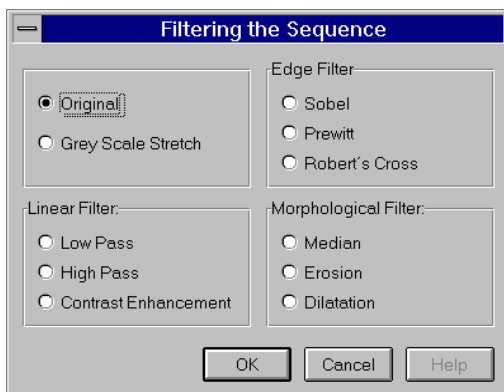 Filtering the Sequence
Original
Grey Scale Stretch
Edge Filter
Sobel
Prewitt
Robert´s Cross
Linear Filter:
Low Pass
High Pass
Contrast Enhancement
Morphological Filter:
Median
Erosion
Dilatation
OK
Cancel
Help